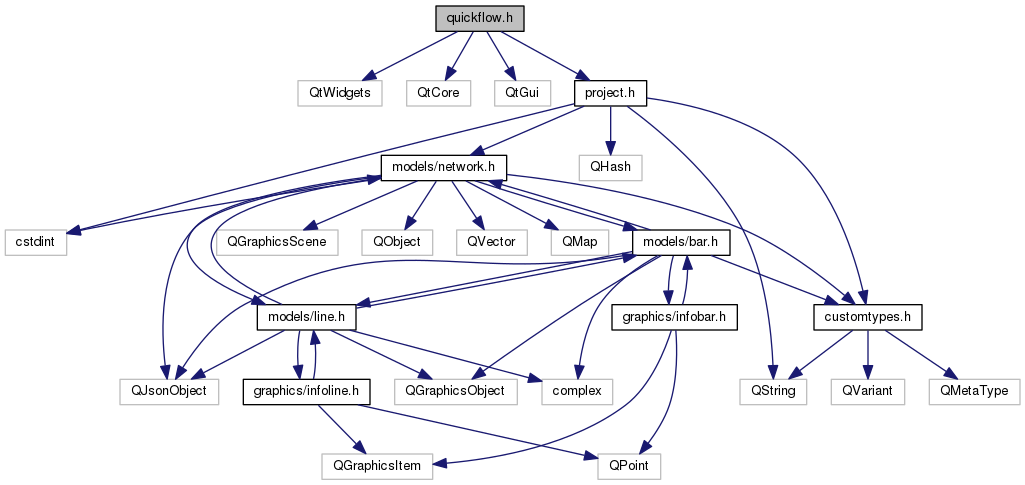 quickflow.h
QtWidgets
QtCore
QtGui
project.h
models/network.h
QHash
cstdint
QGraphicsScene
QObject
QVector
QMap
models/bar.h
models/line.h
graphics/infobar.h
customtypes.h
QJsonObject
graphics/infoline.h
QGraphicsObject
complex
QString
QVariant
QMetaType
QGraphicsItem
QPoint